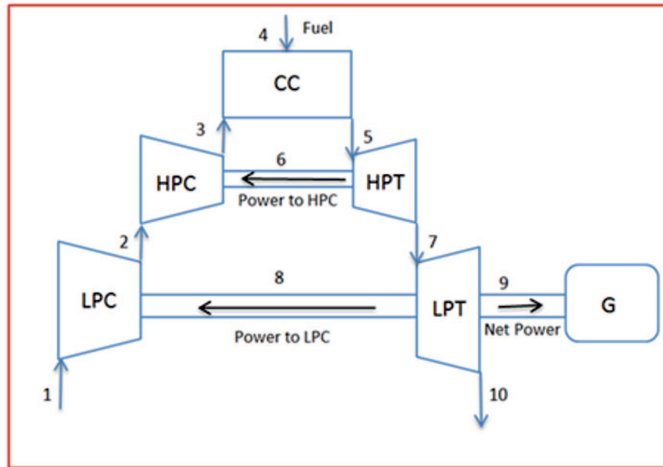 4 Fuel
CC
3 5
6
HPC HPT
Power to HPC
2 7
8 9
LPC LPT G
Power to LPC Net Power
1 10